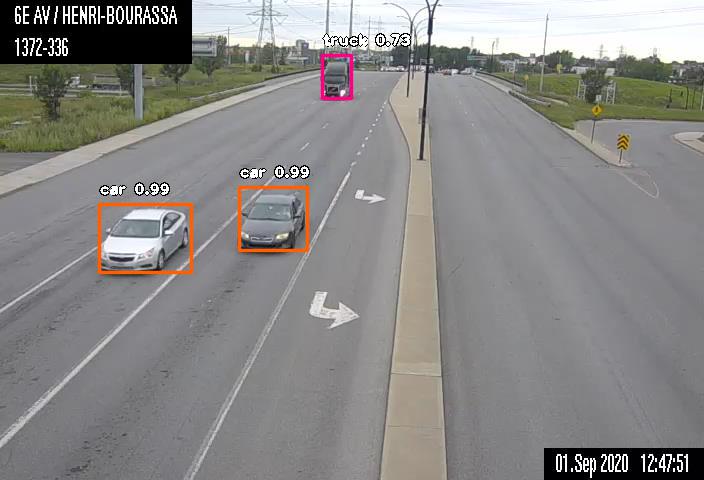 6E AV / HENRI-BOURASSA
1372-336
truck 0.73
car 0.99
car 0.99
01.Sep 2020 12:47:51